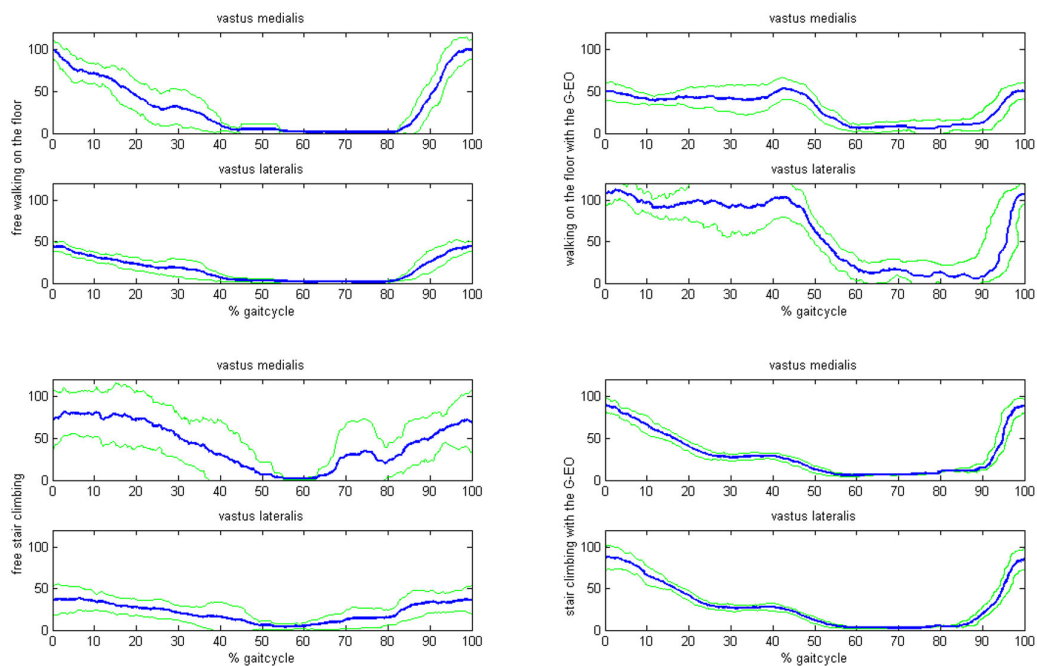 vastus medialis
100
50
0
0 10 20 30 40 50 60 70 80 90 100
vastus lateralis
100
50
0
0 10 20 30 40 50 60 70 80 90 100
% gaitcycle
free walking on the floor
vastus medialis
100
50
0
0 10 20 30 40 50 60 70 80 90 100
vastus lateralis
100
50
0
0 10 20 30 40 50 60 70 80 90 100
% gaitcycle
walking on the floor with the G-EO
vastus medialis
100
50
0
0 10 20 30 40 50 60 70 80 90 100
vastus lateralis
100
50
0
0 10 20 30 40 50 60 70 80 90 100
% gaitcycle
free stair climbing
vastus medialis
100
50
0
0 10 20 30 40 50 60 70 80 90 100
vastus lateralis
100
50
0
0 10 20 30 40 50 60 70 80 90 100
% gaitcycle
stair climbing with the G-EO